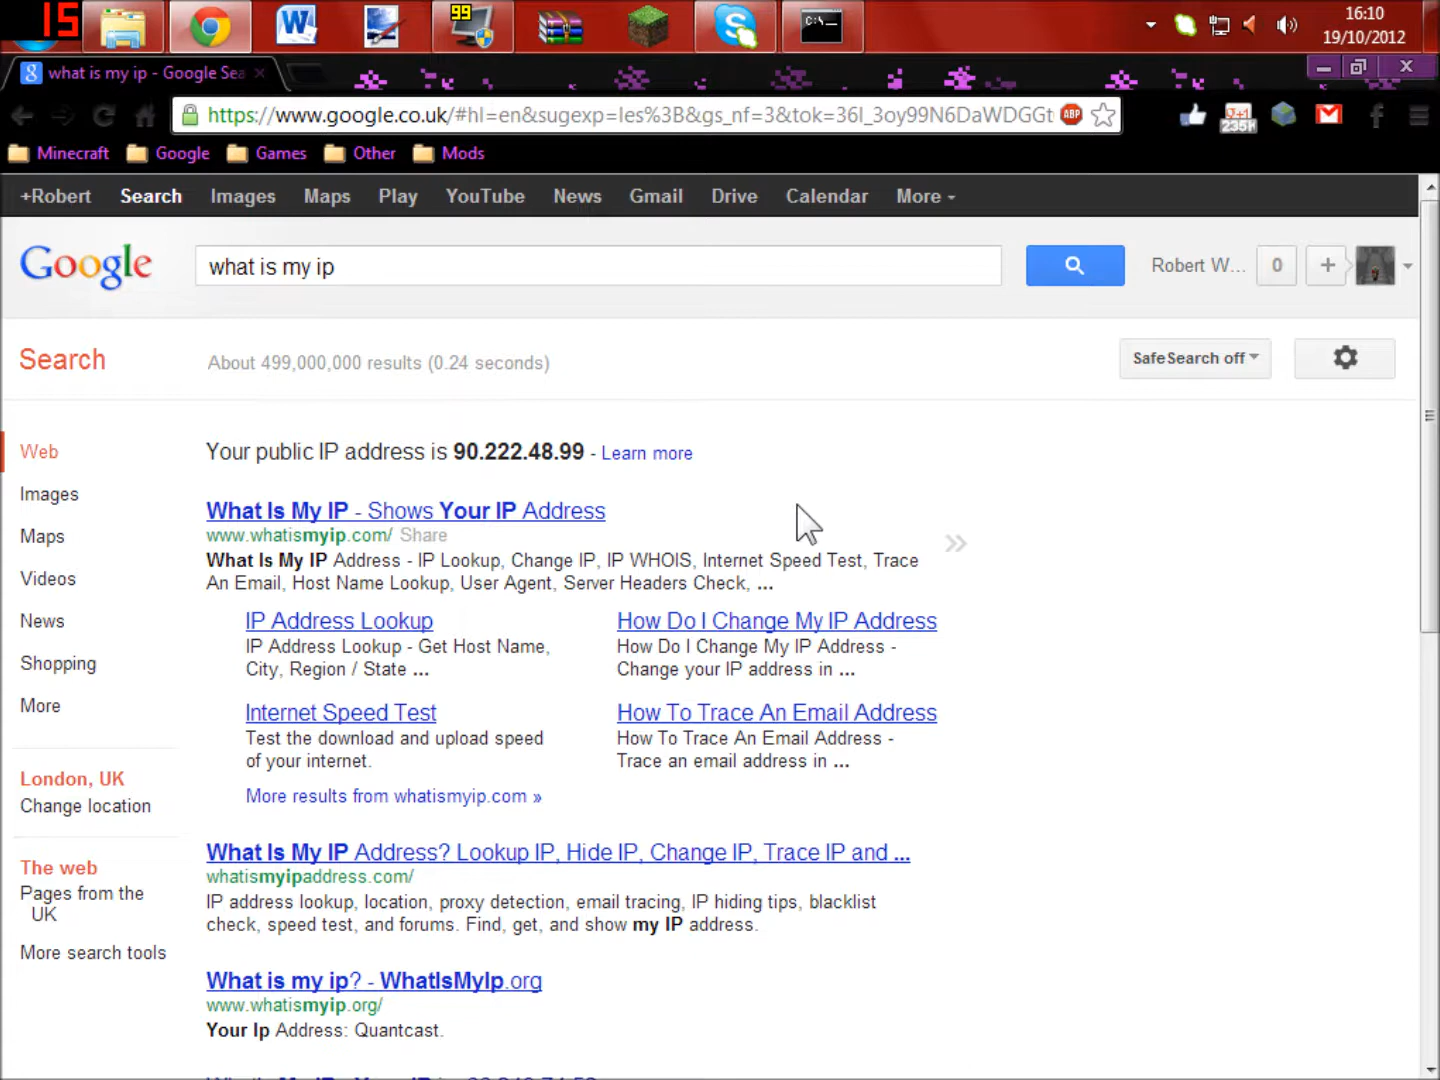 15
99
C:\
16:10
19/10/2012
what is my ip - Google Sea
https://www.google.co.uk/#hl=en&sugexp=les%3B&gs_nf=3&tok=36l_3oy99N6DaWDGGt
ABP
Minecraft Google Games Other Mods
+Robert Search Images Maps Play YouTube News Gmail Drive Calendar More
Google
what is my ip
Robert W... 0 +
Search
About 499,000,000 results (0.24 seconds)
SafeSearch off
Web
Images
Maps
Videos
News
Shopping
More
London, UK
Change location
The web
Pages from the
UK
More search tools
Your public IP address is 90.222.48.99 - Learn more
What Is My IP - Shows Your IP Address
www.whatismyip.com/ Share
What Is My IP Address - IP Lookup, Change IP, IP WHOIS, Internet Speed Test, Trace
An Email, Host Name Lookup, User Agent, Server Headers Check, ...
IP Address Lookup
IP Address Lookup - Get Host Name,
City, Region / State ...
How Do I Change My IP Address
How Do I Change My IP Address -
Change your IP address in ...
Internet Speed Test
Test the download and upload speed
of your internet.
How To Trace An Email Address
How To Trace An Email Address -
Trace an email address in ...
More results from whatismyip.com »
What Is My IP Address? Lookup IP, Hide IP, Change IP, Trace IP and ...
whatismyipaddress.com/
IP address lookup, location, proxy detection, email tracing, IP hiding tips, blacklist
check, speed test, and forums. Find, get, and show my IP address.
What is my ip? - WhatIsMyIp.org
www.whatismyip.org/
Your Ip Address: Quantcast.